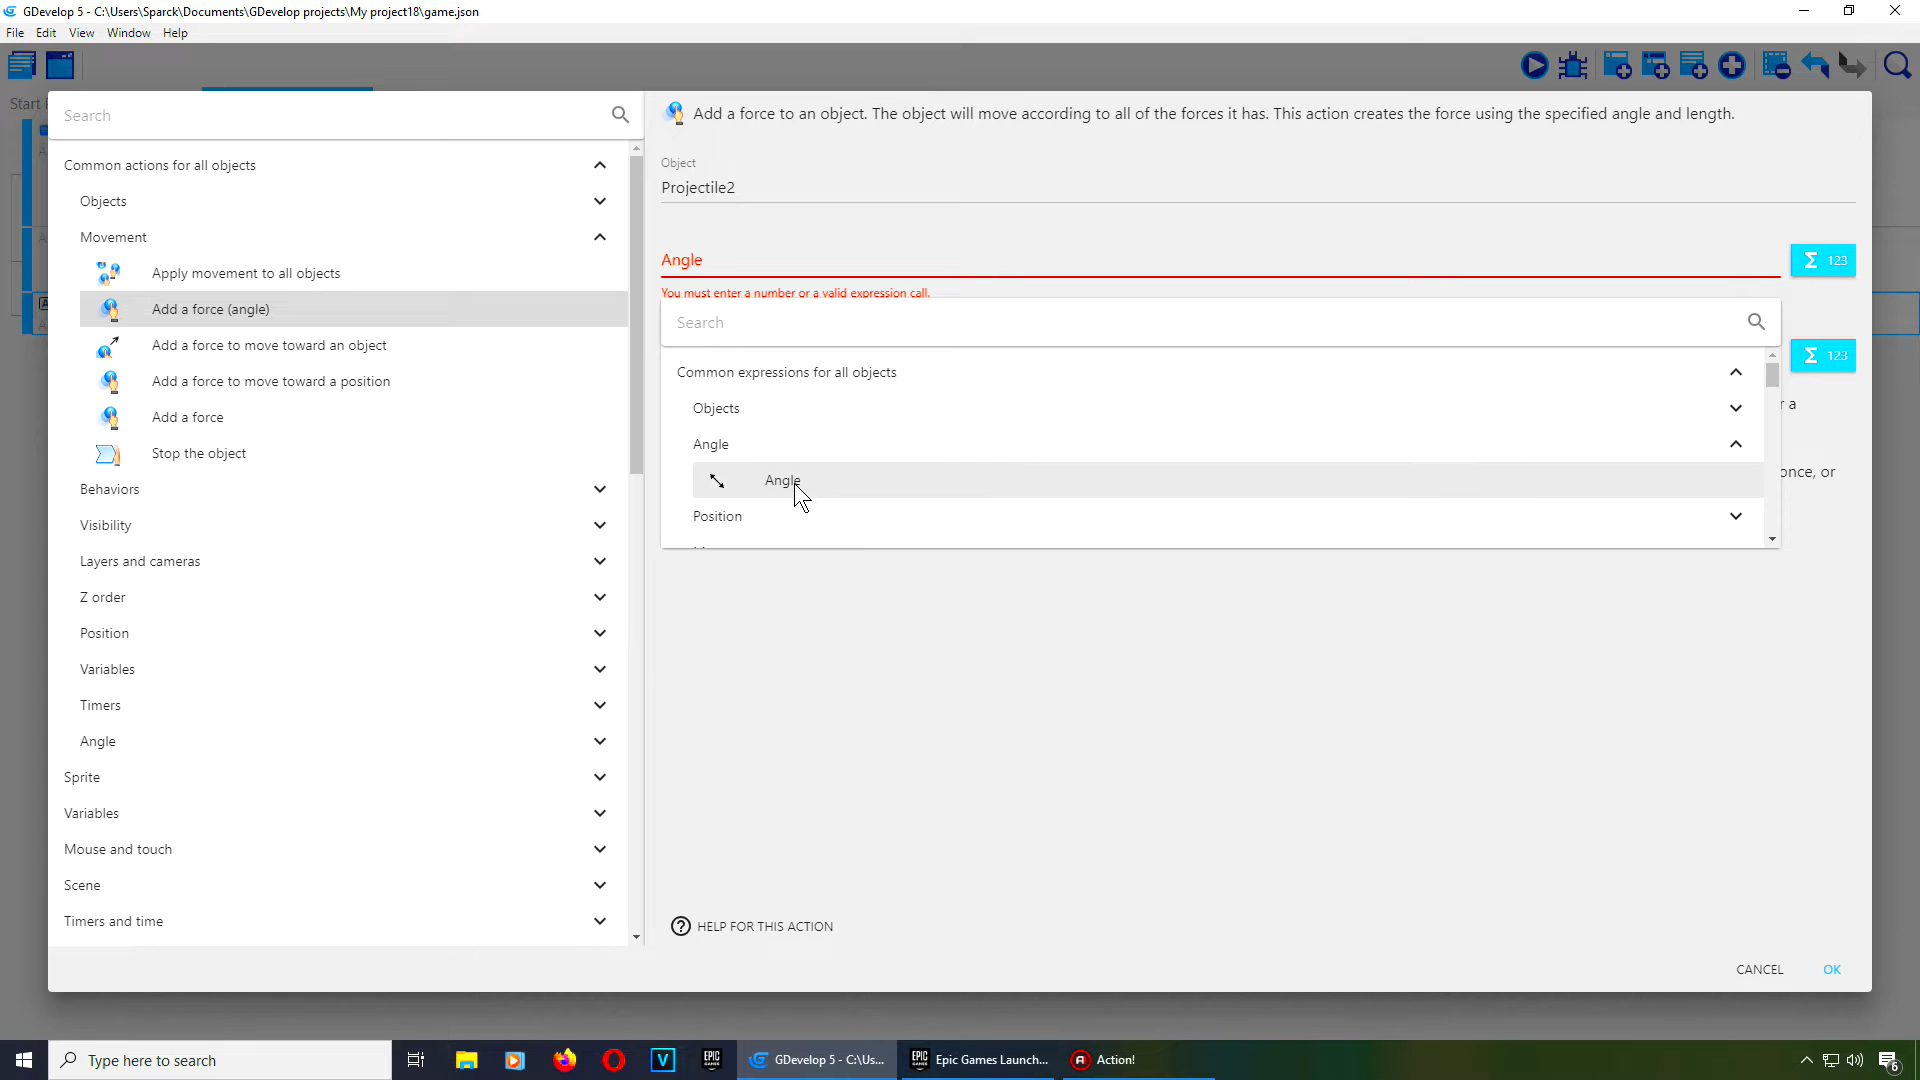 GDevelop 5 - C:\Users\Sparck\Documents\GDevelop projects\My project18\game.json
File Edit View Window Help
Start
Search
Common actions for all objects
Objects
Movement
Apply movement to all objects
Add a force (angle)
Add a force to move toward an object
Add a force to move toward a position
Add a force
Stop the object
Behaviors
Visibility
Layers and cameras
Z order
Position
Variables
Timers
Angle
Sprite
Variables
Mouse and touch
Scene
Timers and time
Add a force to an object. The object will move according to all of the forces it has. This action creates the force using the specified angle and length.
Object
Projectile2
Angle
Σ 123
You must enter a number or a valid expression call.
Search
Common expressions for all objects
Σ 123
Objects
r a
Angle
once, or
Angle
Position
HELP FOR THIS ACTION
CANCEL OK
Type here to search
V
EPIC GAMES
GDevelop 5 - C:\Us...
EPIC GAMES
Epic Games Launch...
Action!
6